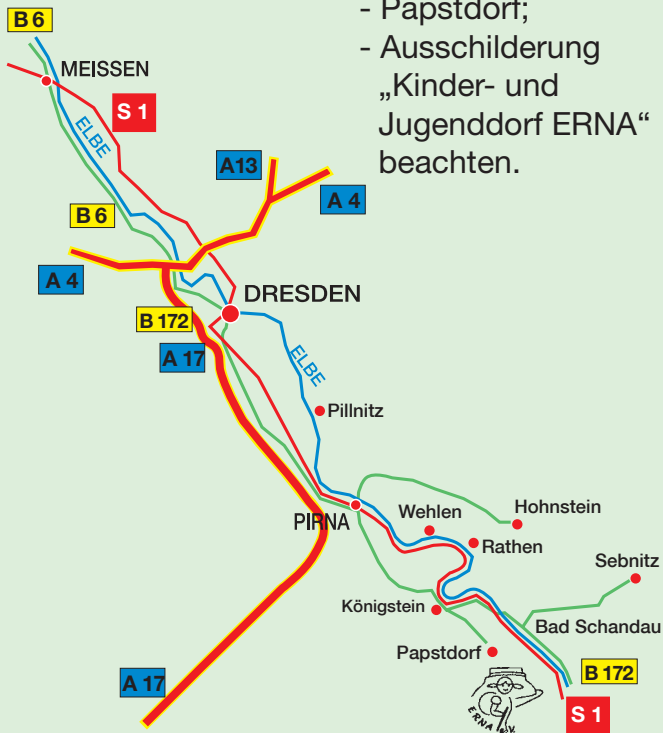 - Papstdorf;
- Ausschilderung
„Kinder- und
Jugenddorf ERNA“
beachten.
B 6
MEISSEN
S 1
ELBE
A13
A 4
B 6
A 4
DRESDEN
B 172
A 17
ELBE
Pillnitz
PIRNA
Wehlen
Hohnstein
Rathen
Sebnitz
Königstein
Bad Schandau
Papstdorf
B 172
A 17
ERNA e.V.
S 1